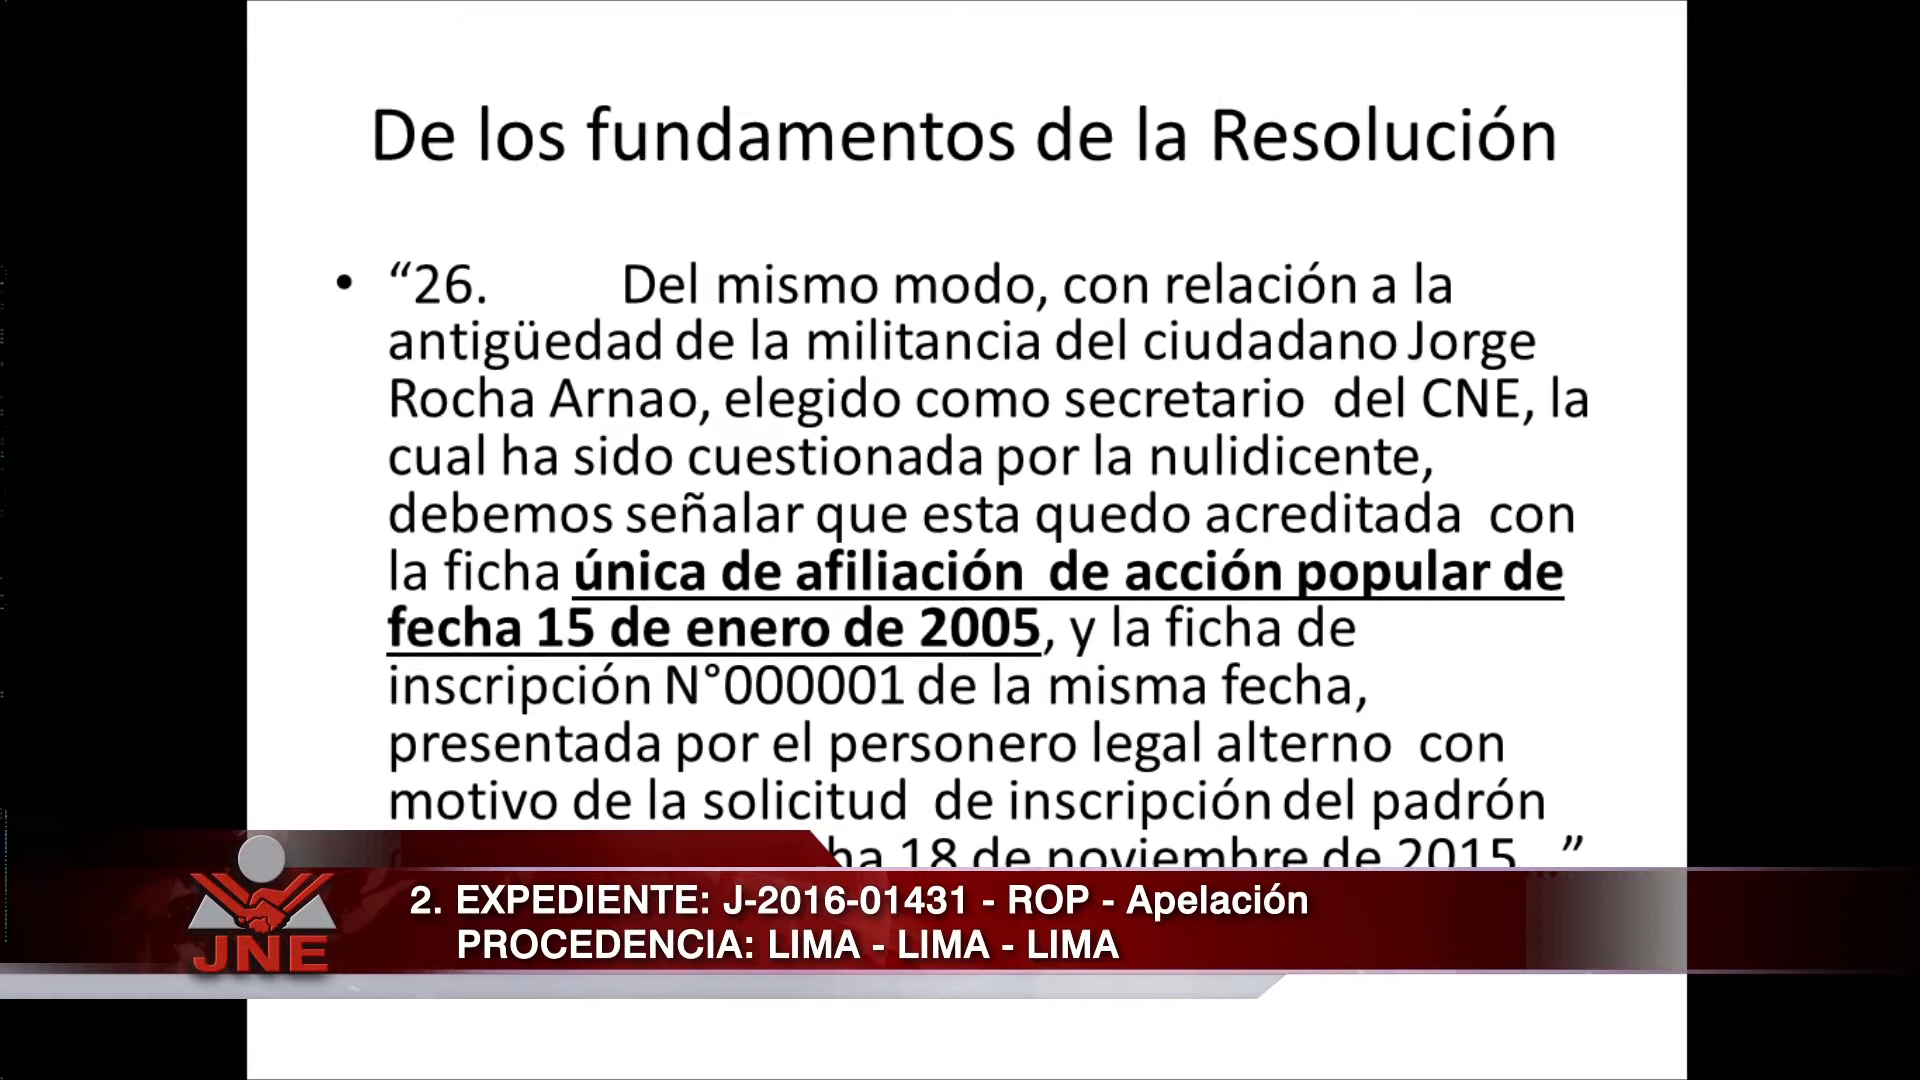 De los fundamentos de la Resolución
• “26. Del mismo modo, con relación a la
antigüedad de la militancia del ciudadano Jorge
Rocha Arnao, elegido como secretario del CNE, la
cual ha sido cuestionada por la nulidicente,
debemos señalar que esta quedo acreditada con
la ficha única de afiliación de acción popular de
fecha 15 de enero de 2005, y la ficha de
inscripción N°000001 de la misma fecha,
presentada por el personero legal alterno con
motivo de la solicitud de inscripción del padrón
18 de noviembre de 2015 ”
2. EXPEDIENTE: J-2016-01431 - ROP - Apelación
PROCEDENCIA: LIMA - LIMA - LIMA
JNE